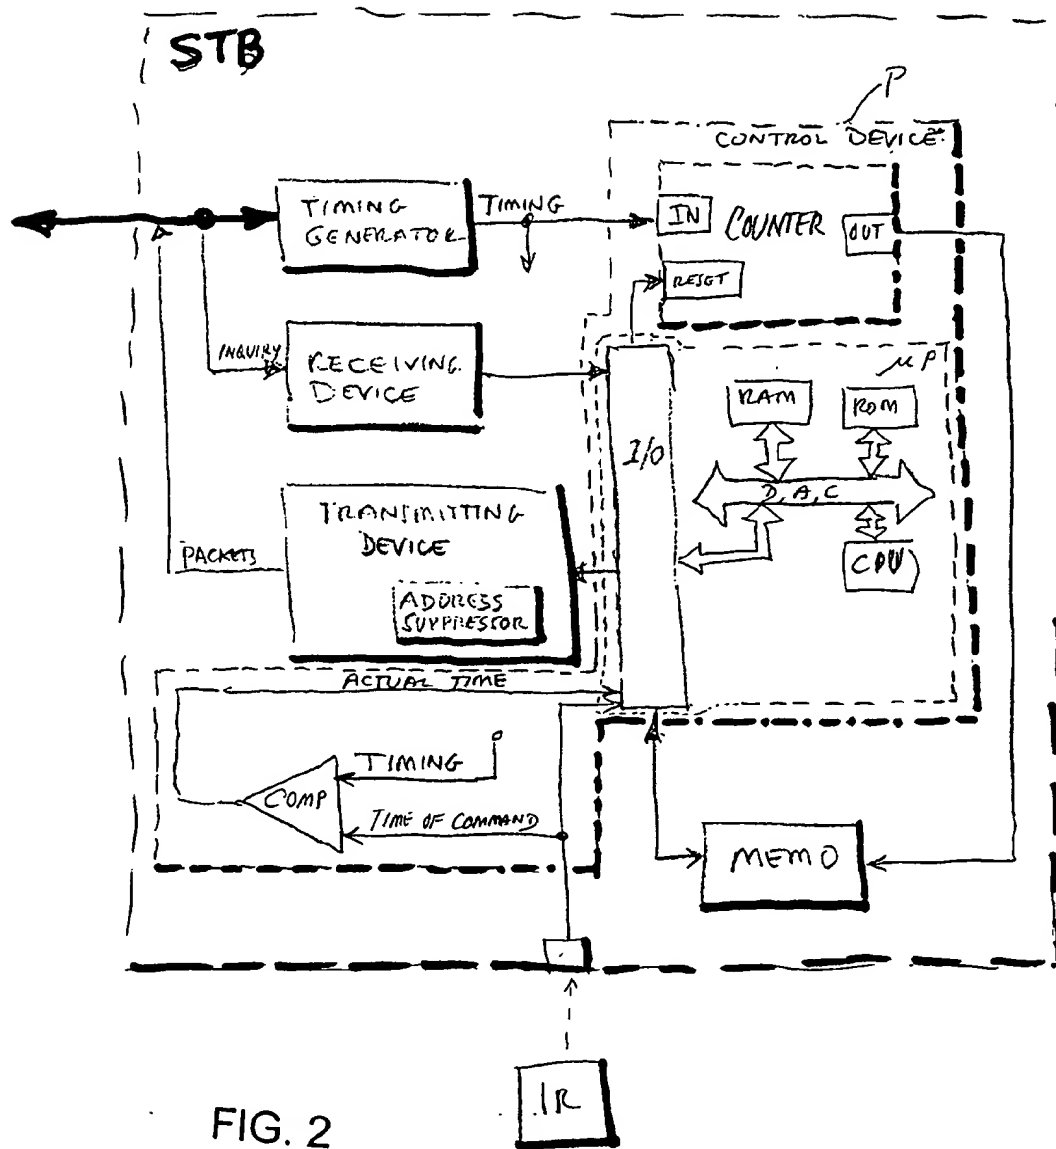 STB
P
CONTROL DEVICE
TIMING
GENERATOR
TIMING
IN
COUNTER
OUT
RESET
INQUIRY
RECEIVING
DEVICE
I/O
μP
RAM
ROM
D, A, C
CPU
TRANSMITTING
DEVICE
ADDRESS
SUPPRESSOR
PACKETS
ACTUAL TIME
TIMING
COMP
TIME OF COMMAND
MEMO
IR
FIG. 2